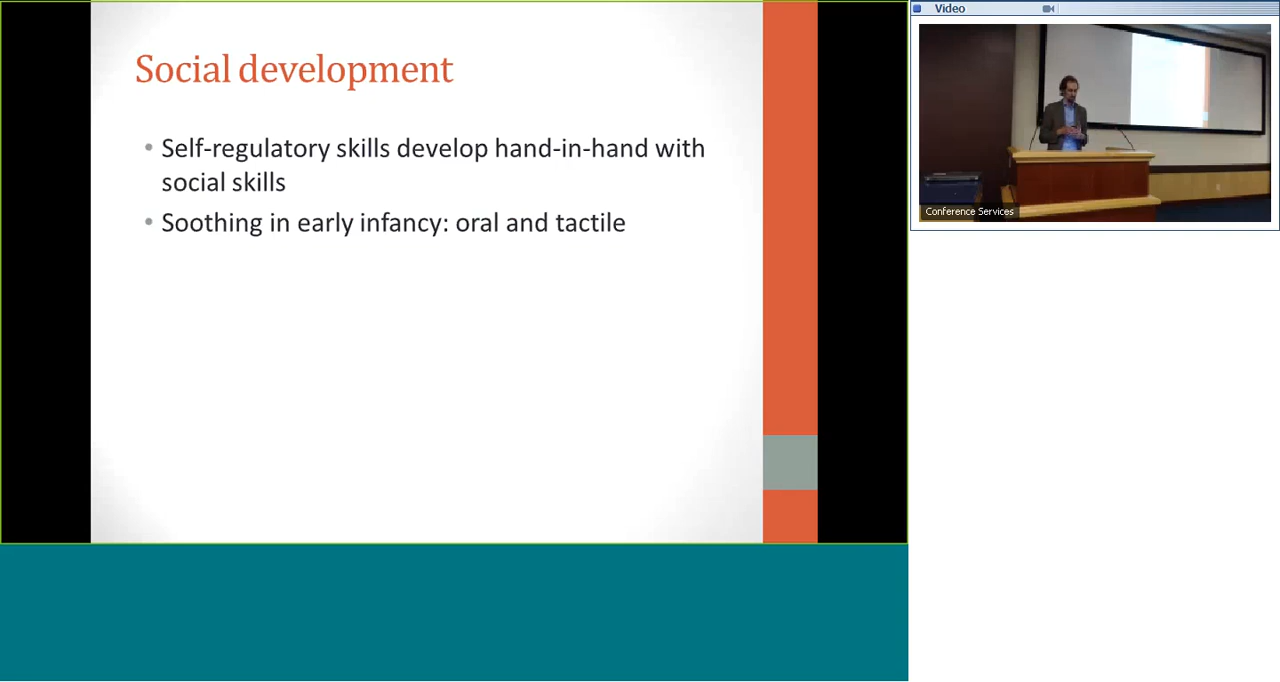 Social development
• Self-regulatory skills develop hand-in-hand with
social skills
• Soothing in early infancy: oral and tactile
Video
Conference Services